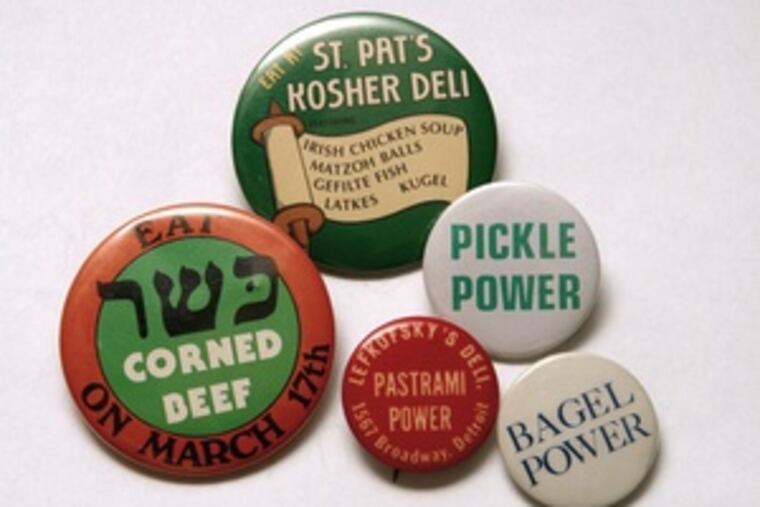 EAT AT
ST. PAT'S
KOSHER DELI
FEATURING
IRISH CHICKEN SOUP
MATZOH BALLS
GEFILTE FISH
LATKES KUGEL
PICKLE
POWER
EAT
כּשר
CORNED
BEEF
ON MARCH 17th
LEFKOFSKY'S DELI.
PASTRAMI
POWER
1567 Broadway, Detroit
BAGEL
POWER